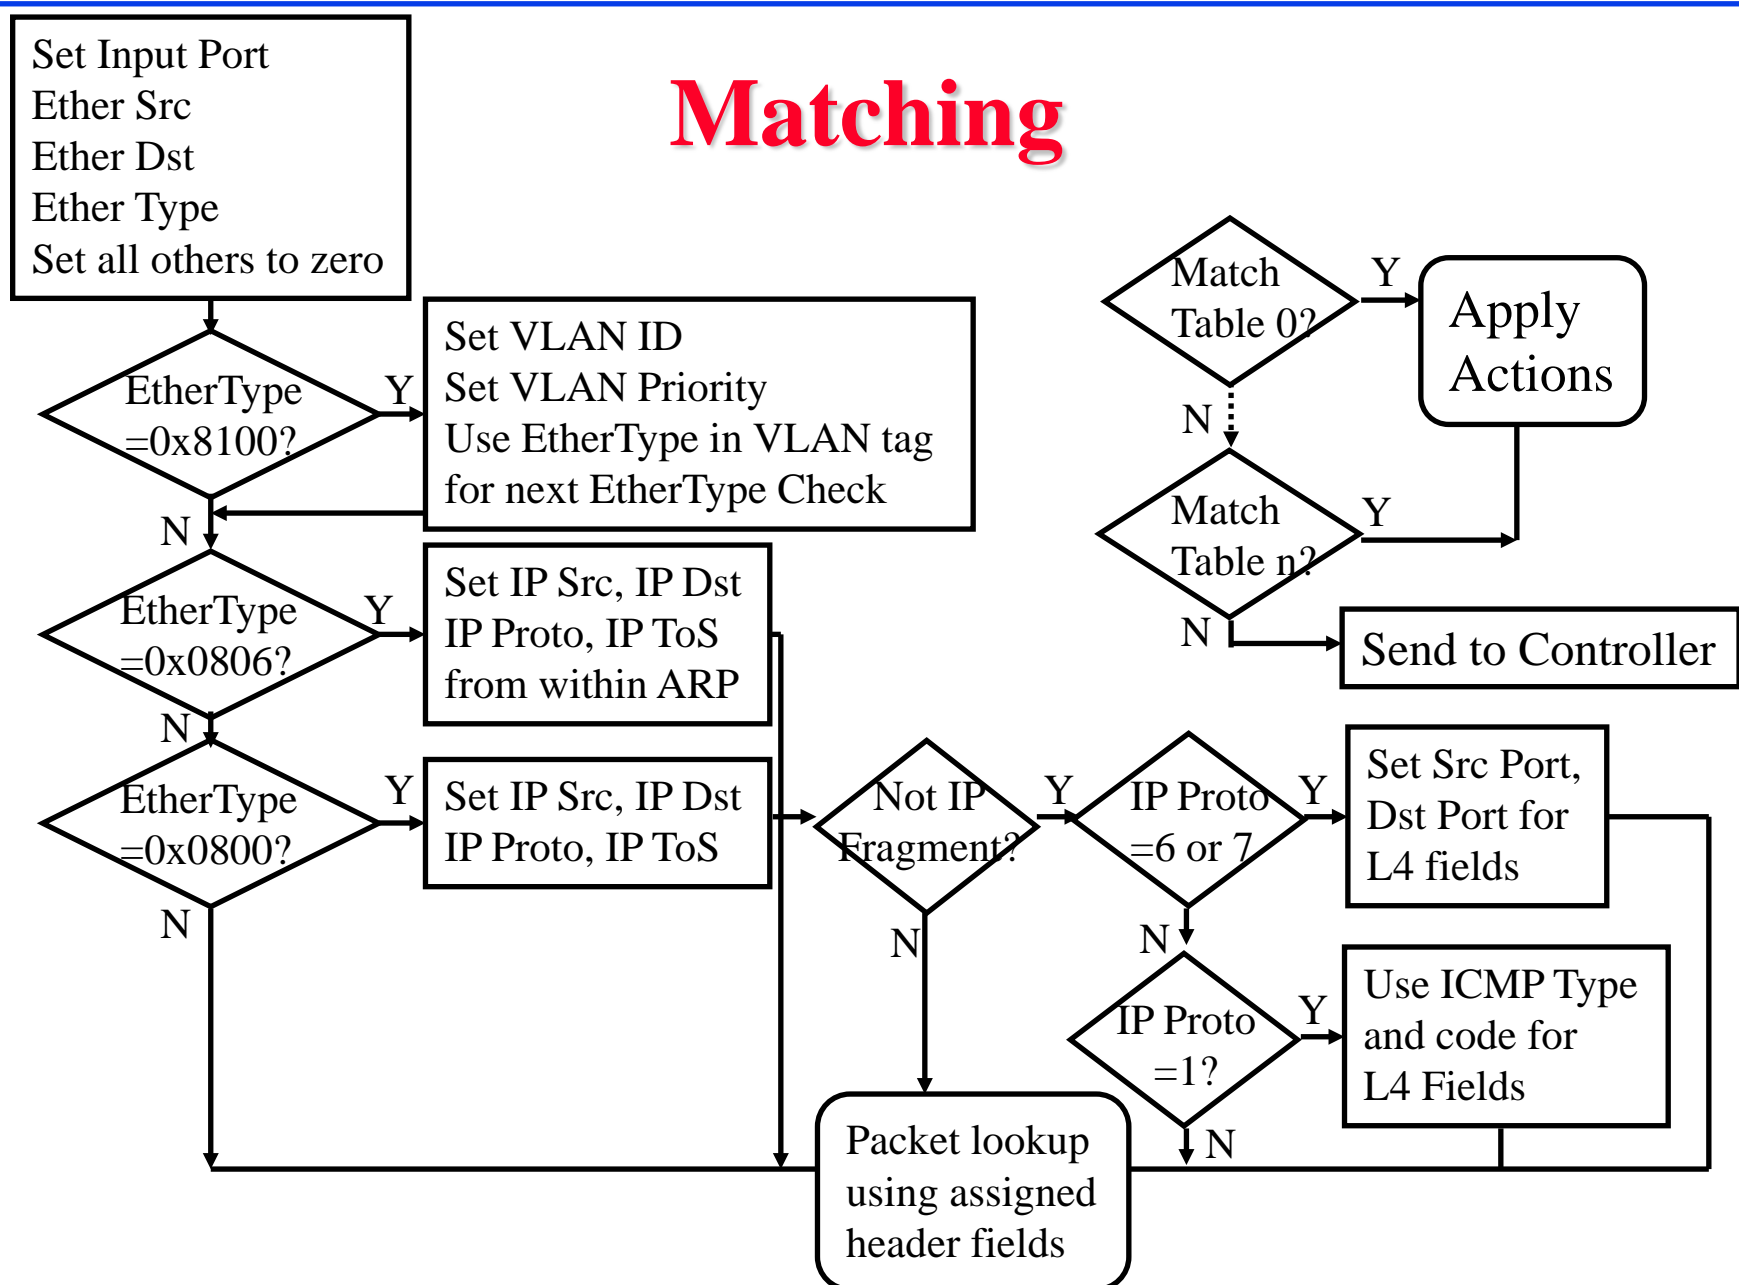 Matching
Set Input Port
Ether Src
Ether Dst
Ether Type
Set all others to zero
EtherType
=0x8100?
Y
N
Set VLAN ID
Set VLAN Priority
Use EtherType in VLAN tag
for next EtherType Check
EtherType
=0x0806?
Y
N
Set IP Src, IP Dst
IP Proto, IP ToS
from within ARP
EtherType
=0x0800?
Y
N
Set IP Src, IP Dst
IP Proto, IP ToS
Not IP
Fragment?
Y
N
IP Proto
=6 or 7
Y
N
Set Src Port,
Dst Port for
L4 fields
IP Proto
=1?
Y
N
Use ICMP Type
and code for
L4 Fields
Packet lookup
using assigned
header fields
Match
Table 0?
Y
N
Apply
Actions
Match
Table n?
Y
N
Send to Controller